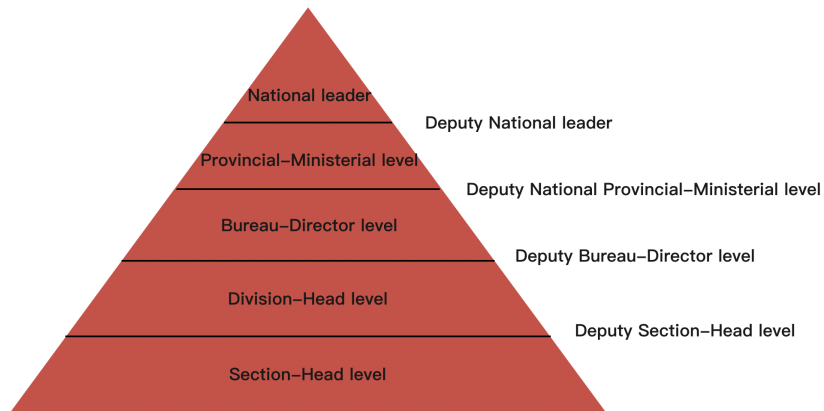 National leader
Deputy National leader
Provincial–Ministerial level
Deputy National Provincial–Ministerial level
Bureau–Director level
Deputy Bureau–Director level
Division–Head level
Deputy Section–Head level
Section–Head level